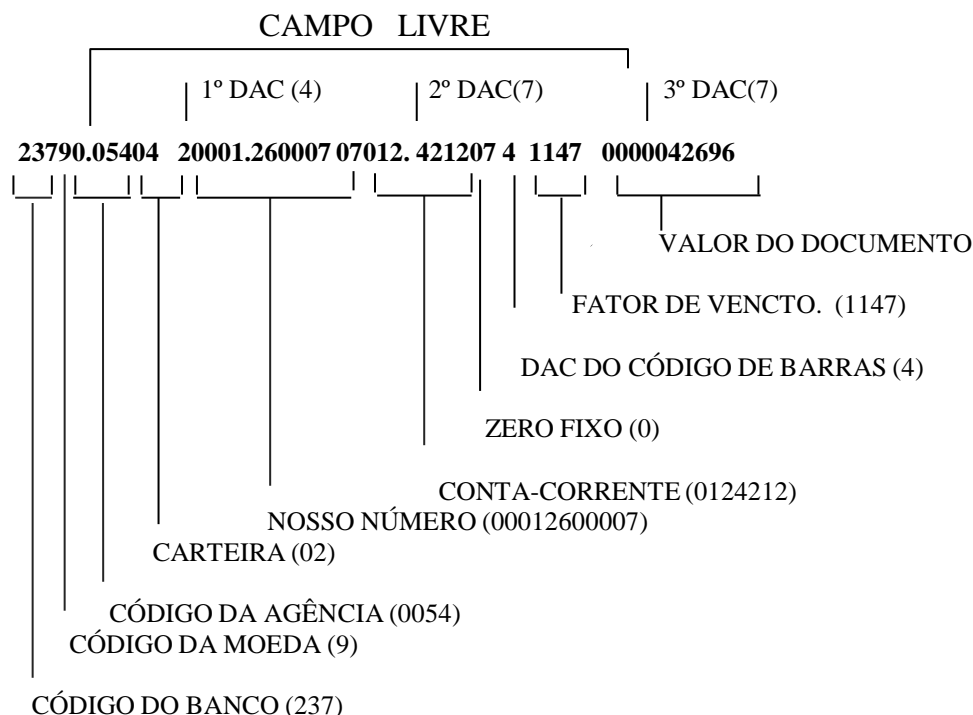 CAMPO LIVRE
1º DAC (4) 2º DAC(7) 3º DAC(7)
23790.05404 20001.260007 07012. 421207 4 1147 0000042696
VALOR DO DOCUMENTO
FATOR DE VENCTO. (1147)
DAC DO CÓDIGO DE BARRAS (4)
ZERO FIXO (0)
CONTA-CORRENTE (0124212)
NOSSO NÚMERO (00012600007)
CARTEIRA (02)
CÓDIGO DA AGÊNCIA (0054)
CÓDIGO DA MOEDA (9)
CÓDIGO DO BANCO (237)